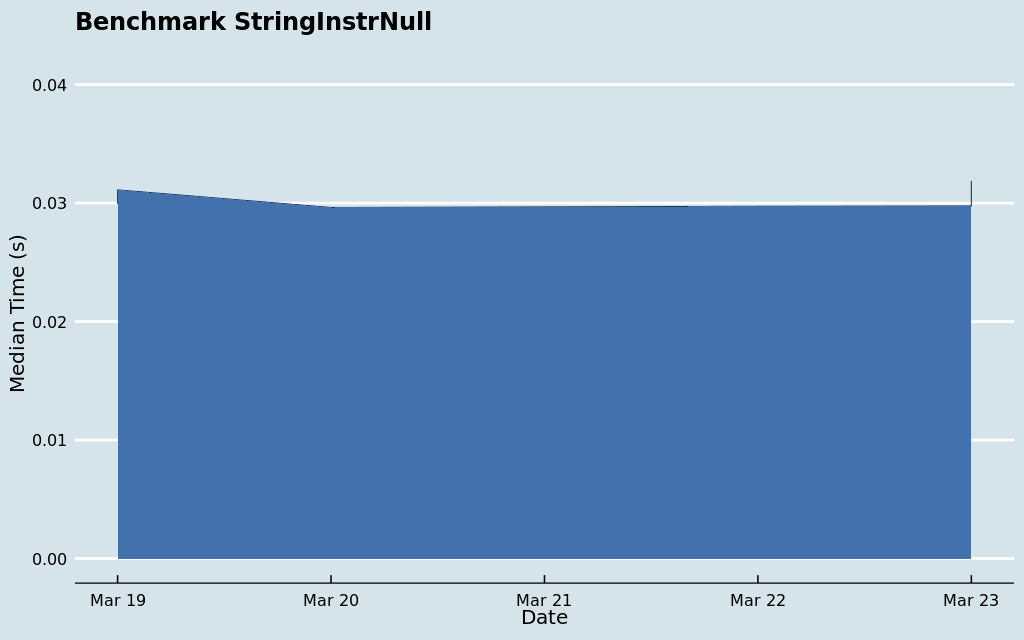 Benchmark StringInstrNull
0.04
0.03
0.02
0.01
0.00
Median Time (s)
Mar 19 Mar 20 Mar 21 Mar 22 Mar 23
Date